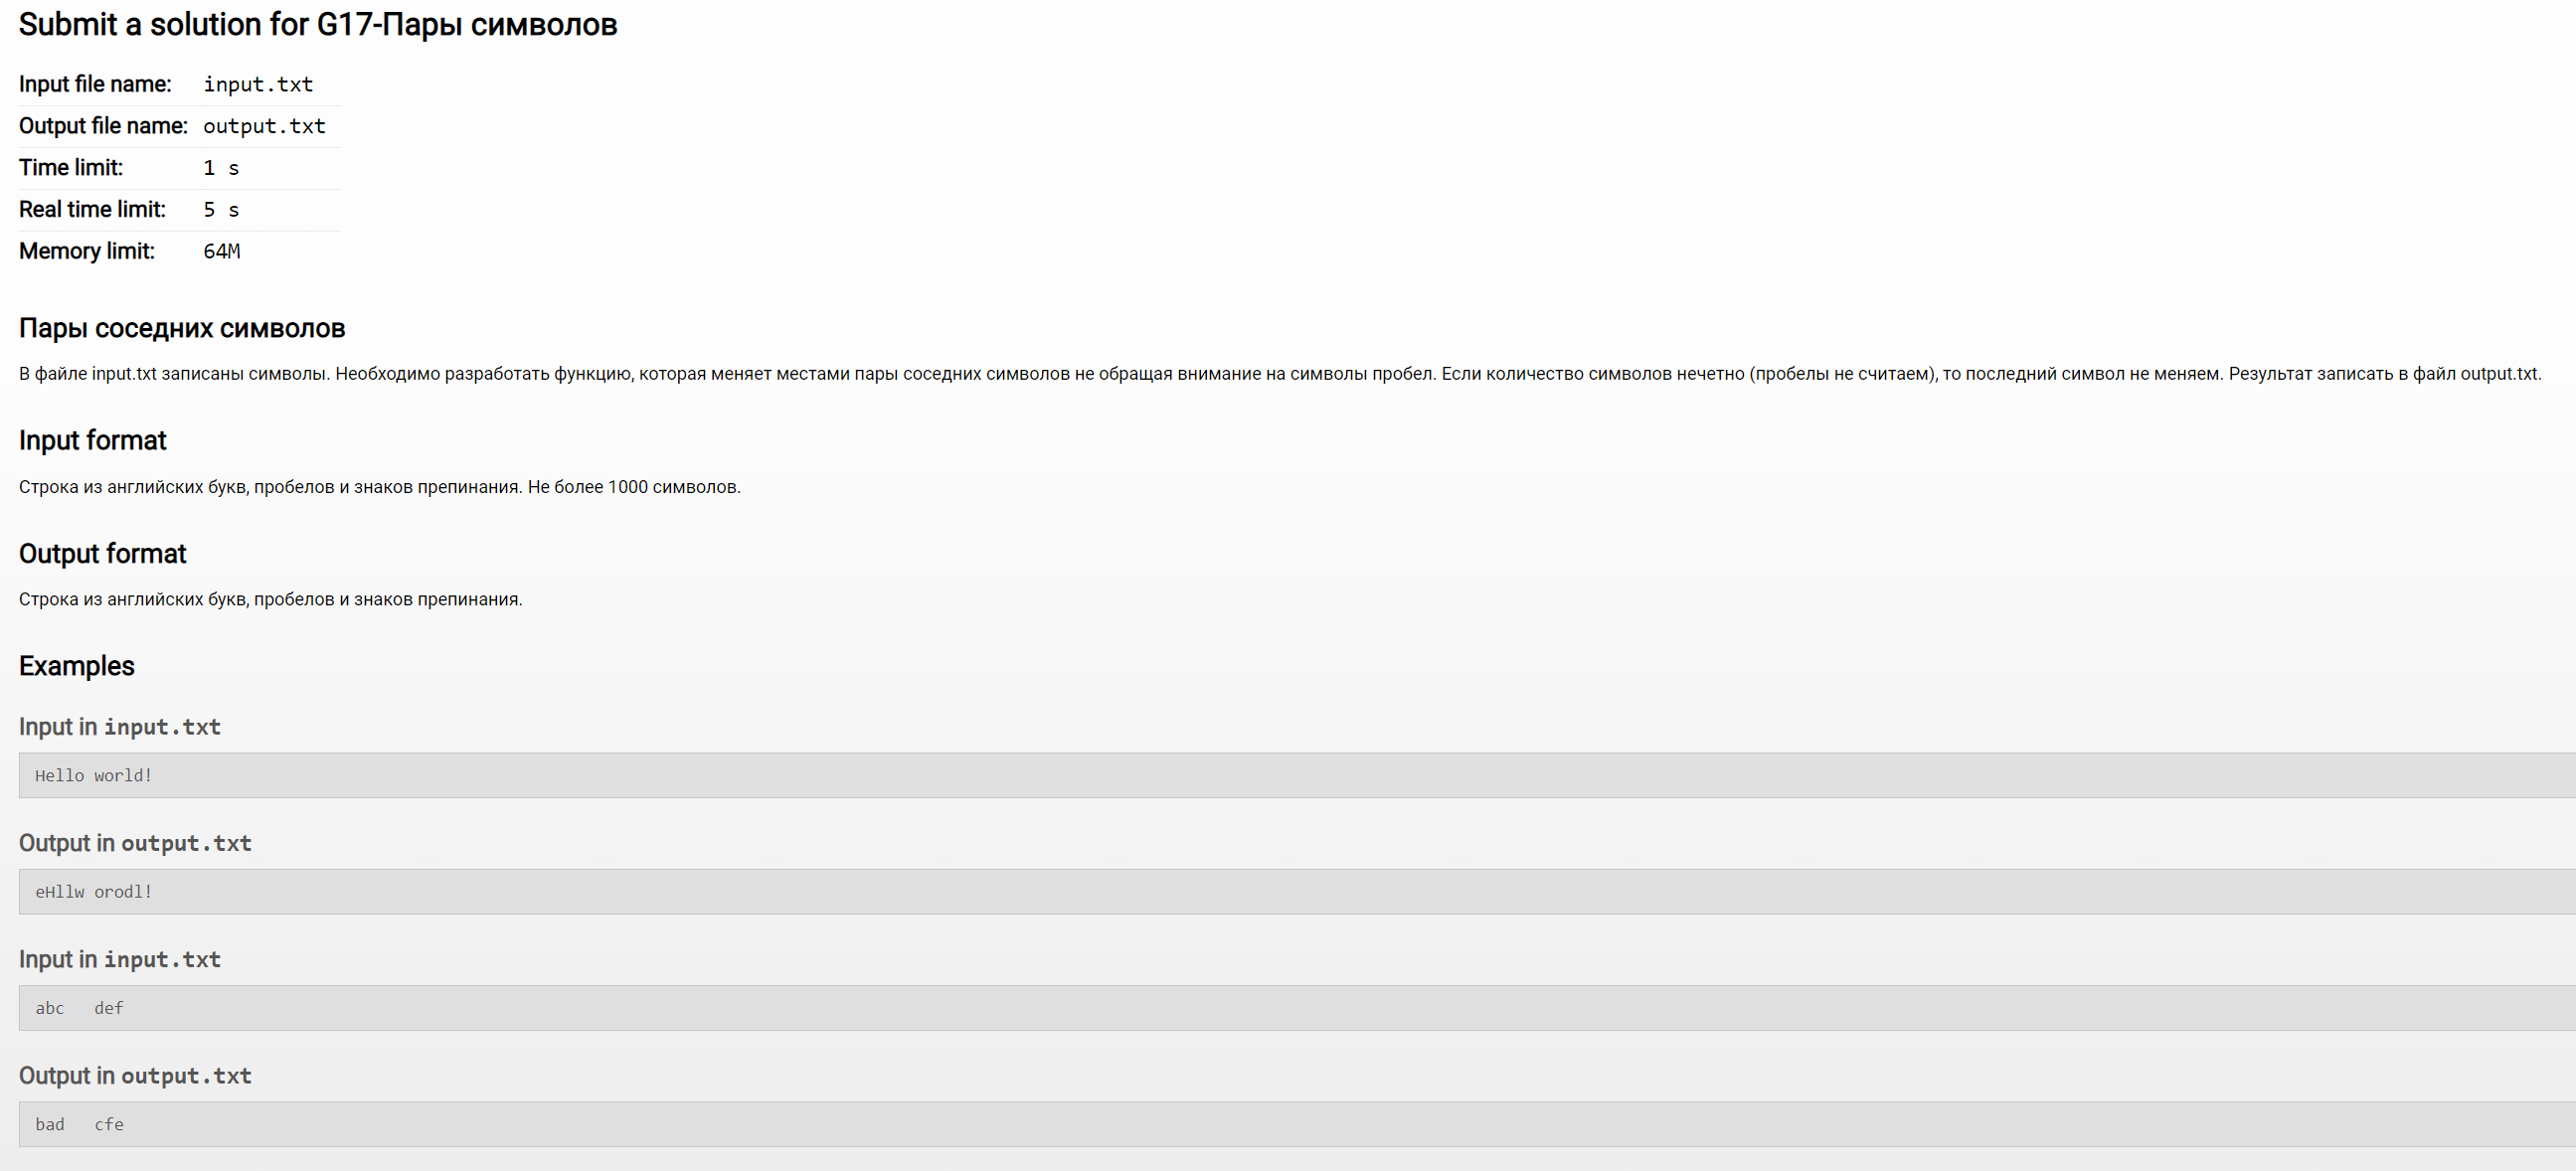 Submit a solution for G17-Пары символов
Input file name: input.txt
Output file name: output.txt
Time limit: 1 s
Real time limit: 5 s
Memory limit: 64M
Пары соседних символов
В файле input.txt записаны символы. Необходимо разработать функцию, которая меняет местами пары соседних символов не обращая внимание на символы пробел. Если количество символов нечетно (пробелы не считаем), то последний символ не меняем. Результат записать в файл output.txt.
Input format
Строка из английских букв, пробелов и знаков препинания. Не более 1000 символов.
Output format
Строка из английских букв, пробелов и знаков препинания.
Examples
Input in input.txt
Hello world!
Output in output.txt
eHllw orodl!
Input in input.txt
abc   def
Output in output.txt
bad   cfe